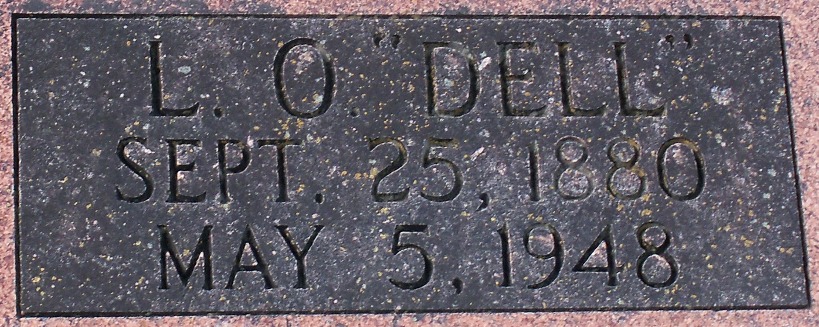 L. O. "DELL"
SEPT. 25, 1880
MAY 5, 1948